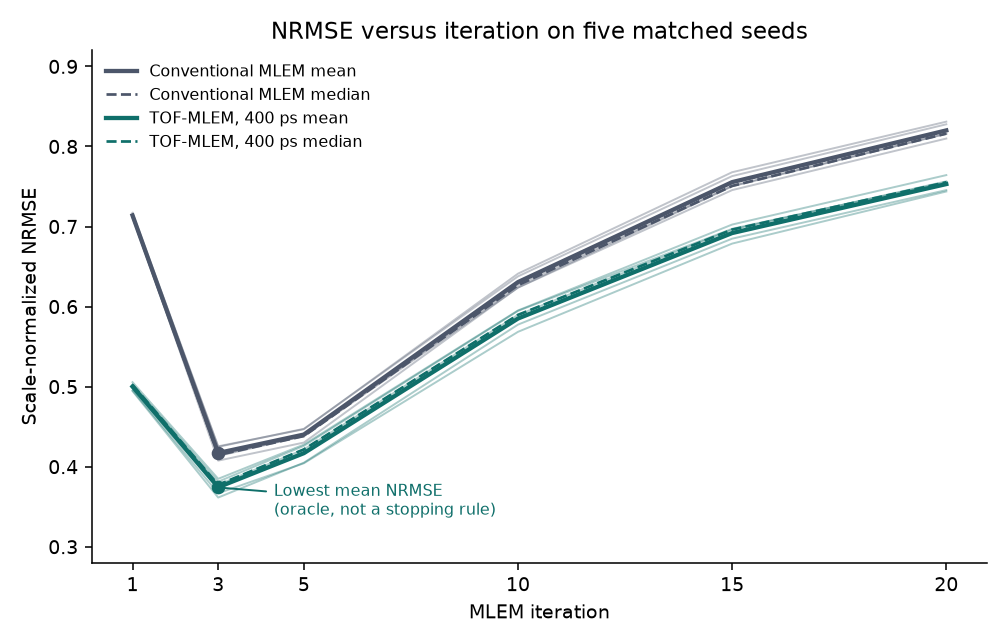 NRMSE versus iteration on five matched seeds
Conventional MLEM mean
Conventional MLEM median
TOF-MLEM, 400 ps mean
TOF-MLEM, 400 ps median
Scale-normalized NRMSE
0.9
0.8
0.7
0.6
0.5
0.4
0.3
Lowest mean NRMSE
(oracle, not a stopping rule)
1 3 5 10 15 20
MLEM iteration